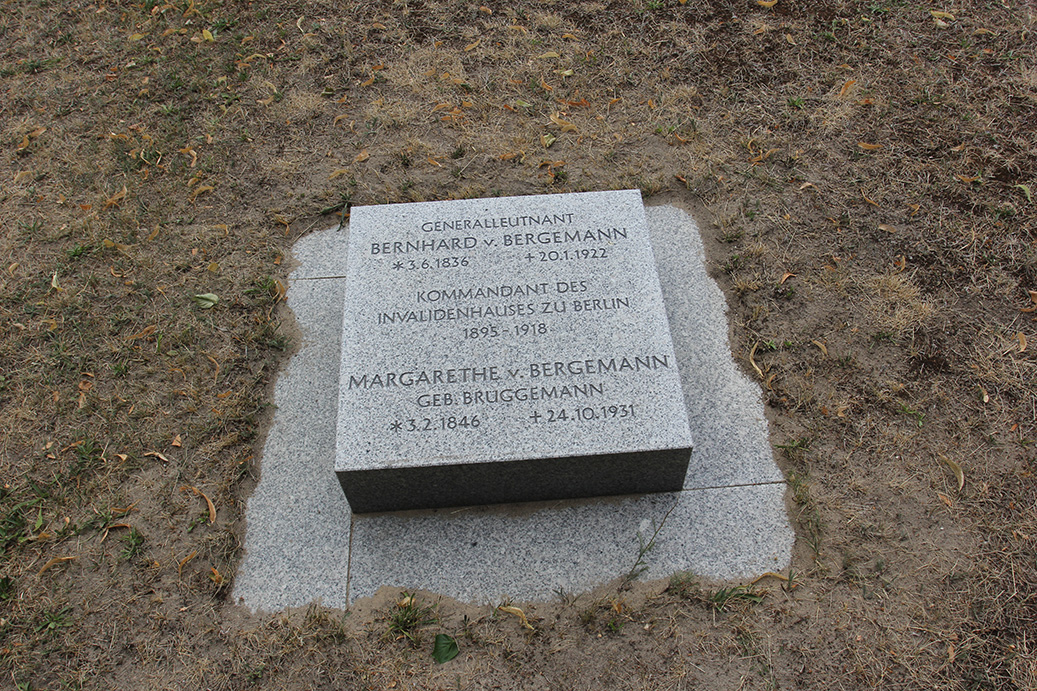 GENERALLEUTNANT
BERNHARD v. BERGEMANN
*3.6.1836 +20.1.1922
KOMMANDANT DES
INVALIDENHAUSES ZU BERLIN
1895-1918
MARGARETHE v. BERGEMANN
GEB. BRÜGGEMANN
*3.2.1846 +24.10.1931